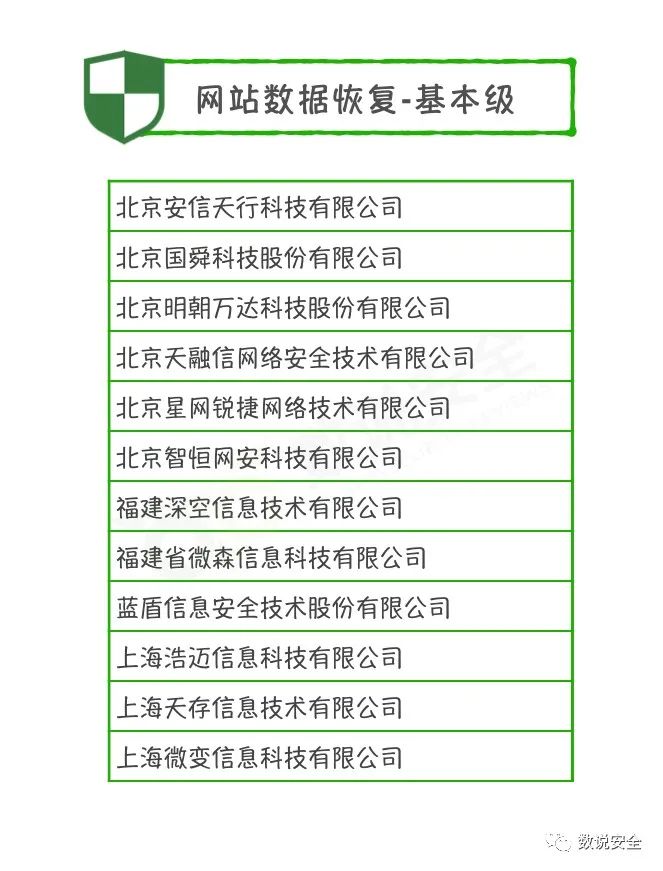 网站数据恢复-基本级
北京安信天行科技有限公司
北京国舜科技股份有限公司
北京明朝万达科技股份有限公司
北京天融信网络安全技术有限公司
北京星网锐捷网络技术有限公司
北京智恒网安科技有限公司
福建深空信息技术有限公司
福建省微森信息科技有限公司
蓝盾信息安全技术股份有限公司
上海浩迈信息科技有限公司
上海天存信息技术有限公司
上海微变信息科技有限公司
数说安全